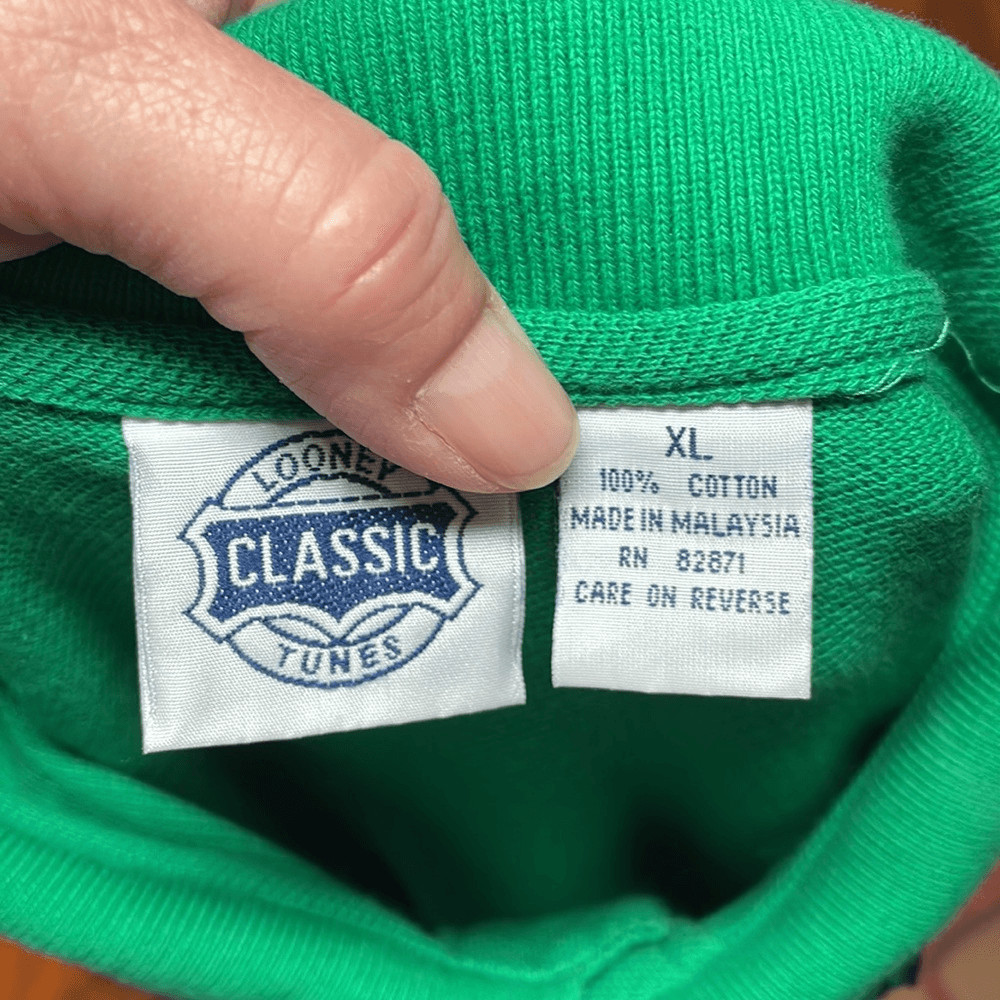 LOONEY
CLASSIC
TUNES
XL
100% COTTON
MADE IN MALAYSIA
RN 82871
CARE ON REVERSE